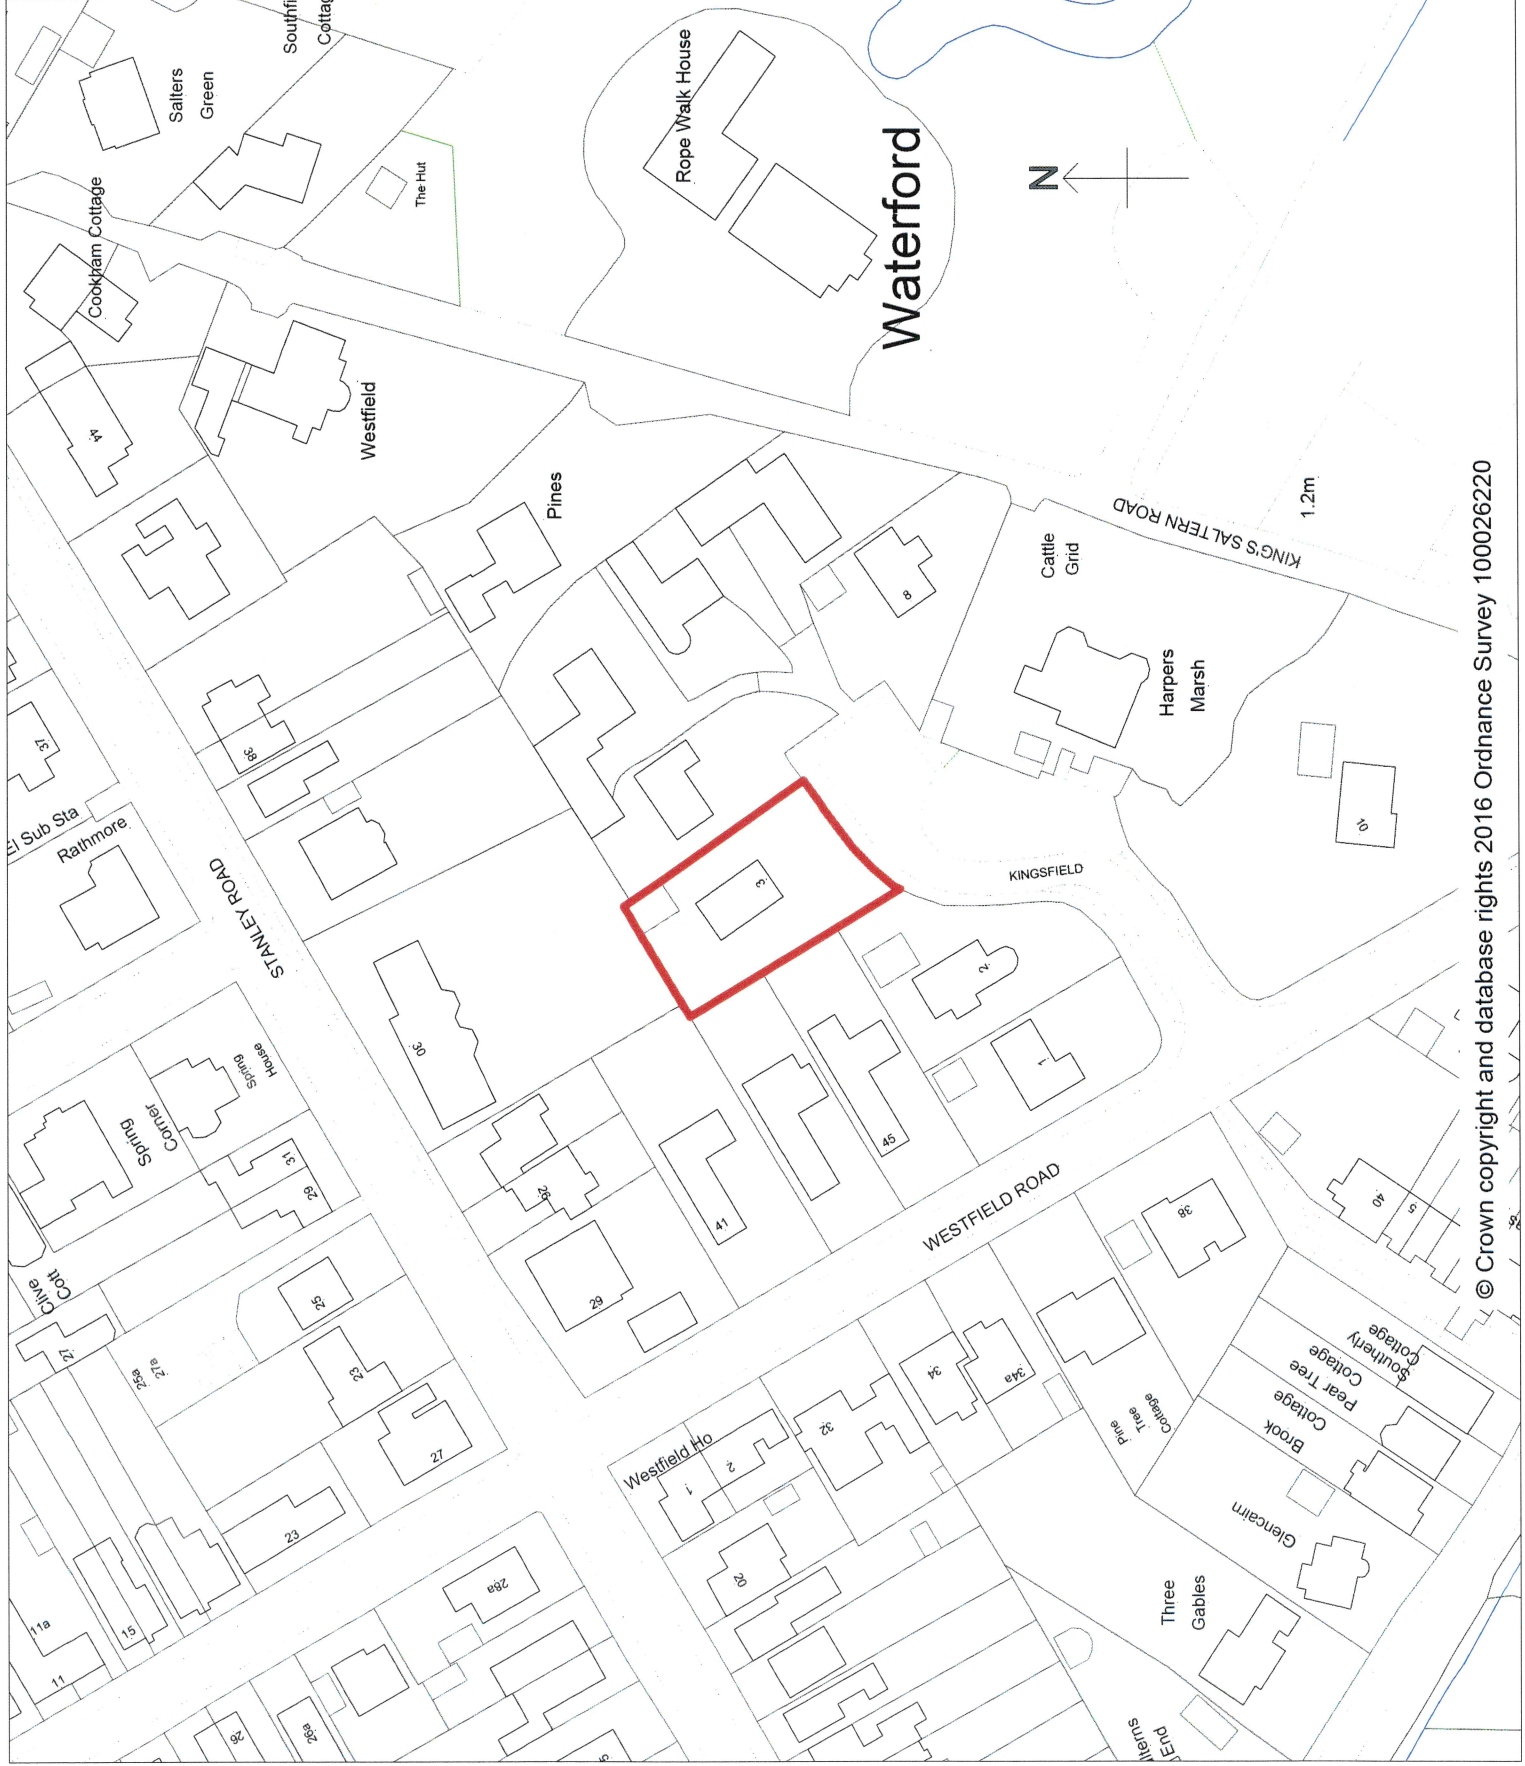 Salters
Green
Cookham Cottage
The Hut
Rope Walk House
Waterford
N
44
Westfield
Pines
37
El Sub Sta
Rathmore
38
STANLEY ROAD
30
3
8
Cattle
Grid
KING'S SALTERN ROAD
1.2m
Harpers
Marsh
10
KINGSFIELD
2
1
45
41
Spring
Corner
Spring
House
31
29
26
29
Clive
Cott
27
25a
27a
25
23
27
23
WESTFIELD ROAD
38
40
5
34
34a
32
Westfield Ho
1
2
20
Pine
Tree
Cottage
Southerly
Cottage
Pear Tree
Cottage
Brook
Cottage
Glencairn
Three
Gables
11a
11
15
28a
26
26a
End
© Crown copyright and database rights 2016 Ordnance Survey 100026220